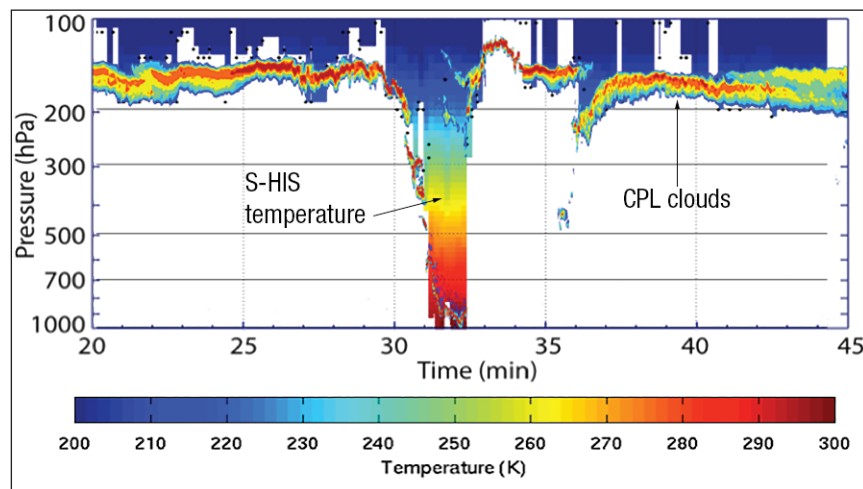 100
200
300
500
700
1000
Pressure (hPa)
S-HIS
temperature
CPL clouds
20 25 30 35 40 45
Time (min)
200 210 220 230 240 250 260 270 280 290 300
Temperature (K)